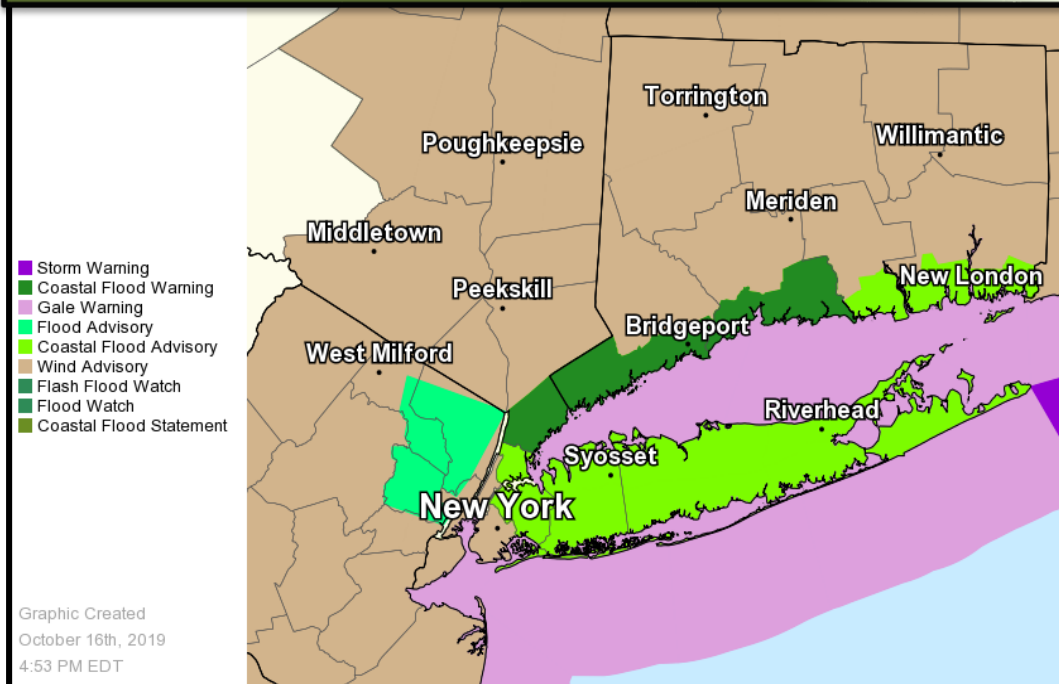 Torrington
Poughkeepsie
Willimantic
Meriden
Middletown
Storm Warning
Coastal Flood Warning
Gale Warning
Flood Advisory
Coastal Flood Advisory
Wind Advisory
Flash Flood Watch
Flood Watch
Coastal Flood Statement
New London
Peekskill
Bridgeport
West Milford
Riverhead
Syosset
New York
Graphic Created
October 16th, 2019
4:53 PM EDT